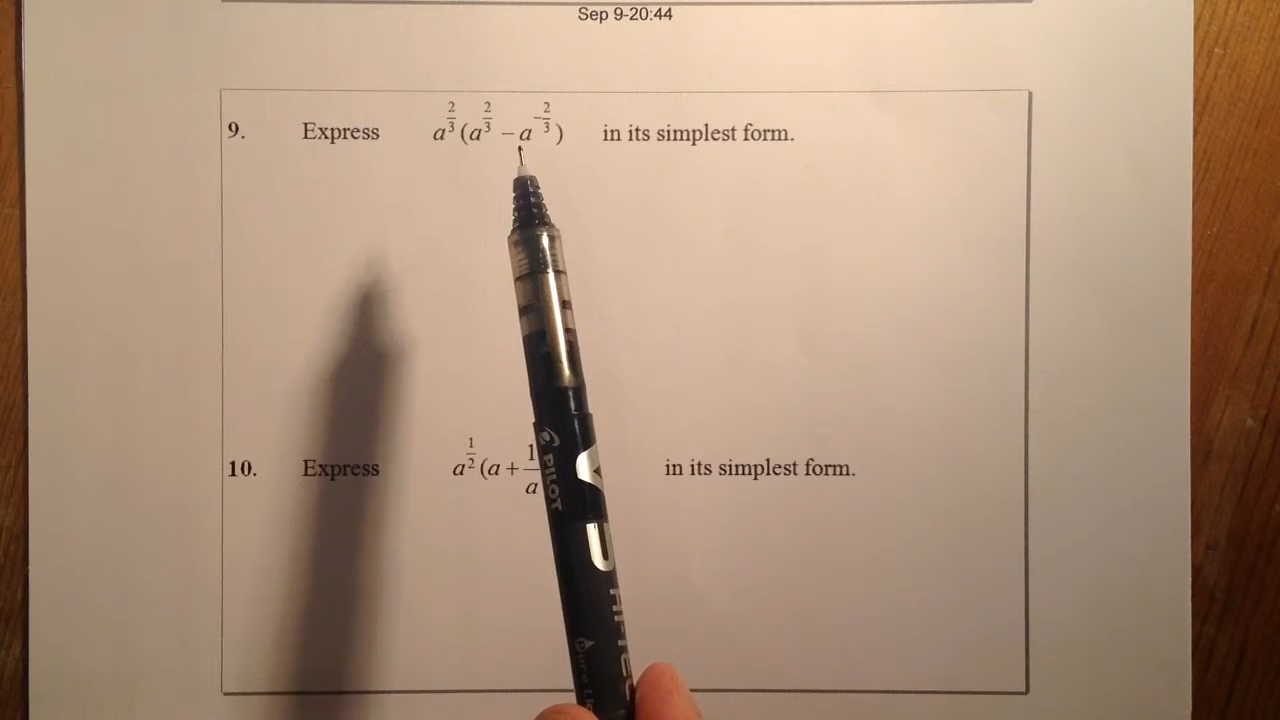 Sep 9-20:44
9. Express a^{2/3}(a^{2/3} − a^{−2/3}) in its simplest form.
10. Express a^{1/2}(a + 1/a in its simplest form.
PILOT
V5